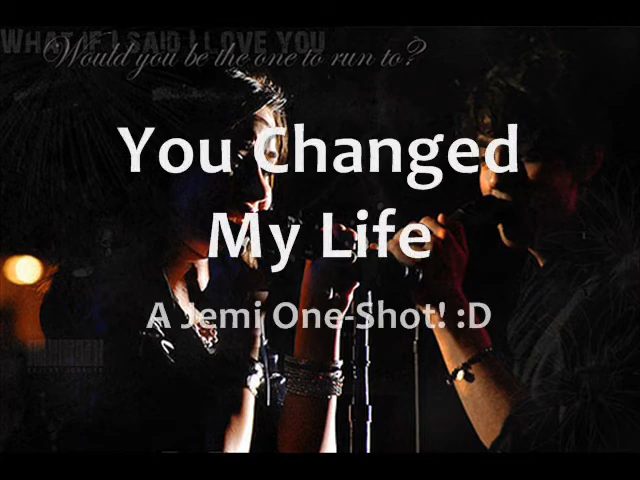 What if I said I love you
Would you be the one to run to?
You Changed
My Life
A Jemi One-Shot! :D